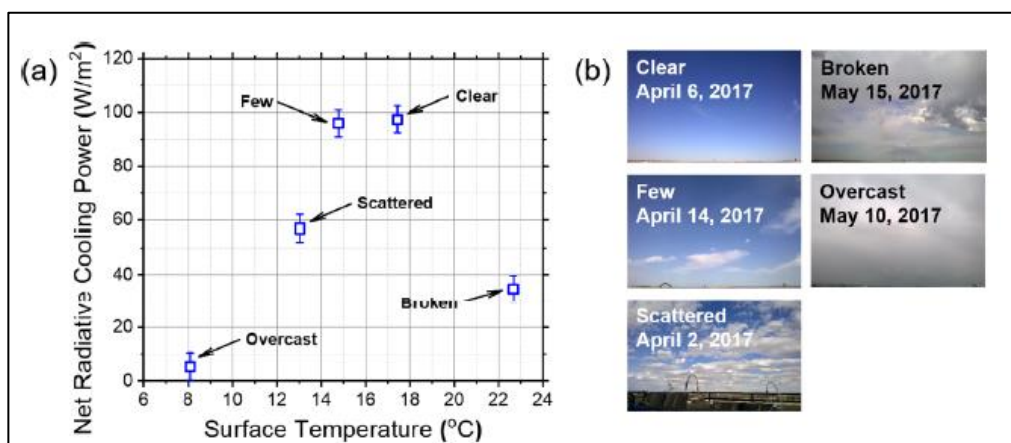 (a)
Net Radiative Cooling Power (W/m²)
120
100
80
60
40
20
0
Few
Clear
Scattered
Broken
Overcast
6 8 10 12 14 16 18 20 22 24
Surface Temperature (°C)
(b)
Clear
April 6, 2017
Broken
May 15, 2017
Few
April 14, 2017
Overcast
May 10, 2017
Scattered
April 2, 2017